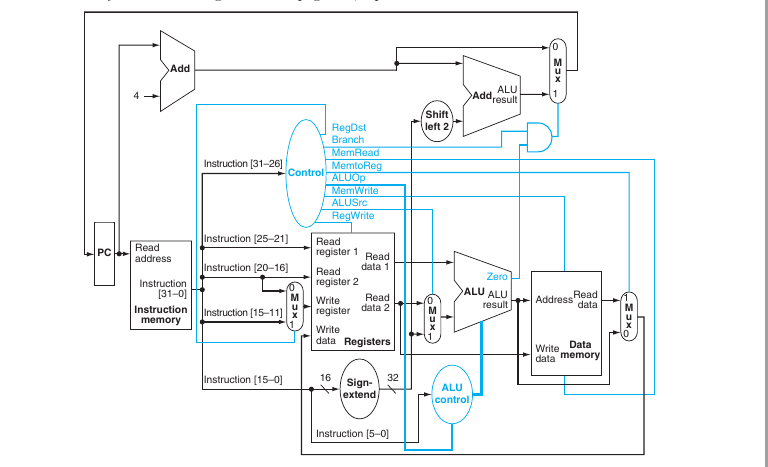 Add
4
0
M
u
x
1
Add ALU
result
Shift
left 2
RegDst
Branch
MemRead
MemtoReg
ALUOp
MemWrite
ALUSrc
RegWrite
Control
Instruction [31–26]
Instruction [25–21]
Instruction [20–16]
Instruction [15–11]
Instruction [15–0]
Instruction [5–0]
PC
Read
address
Instruction
[31–0]
Instruction
memory
0
M
u
x
1
Read
register 1
Read
register 2
Write
register
Write
data
Read
data 1
Read
data 2
Registers
16
Sign-
extend
32
0
M
u
x
1
Zero
ALU
ALU
result
ALU
control
Address
Read
data
Write
data
Data
memory
1
M
u
x
0